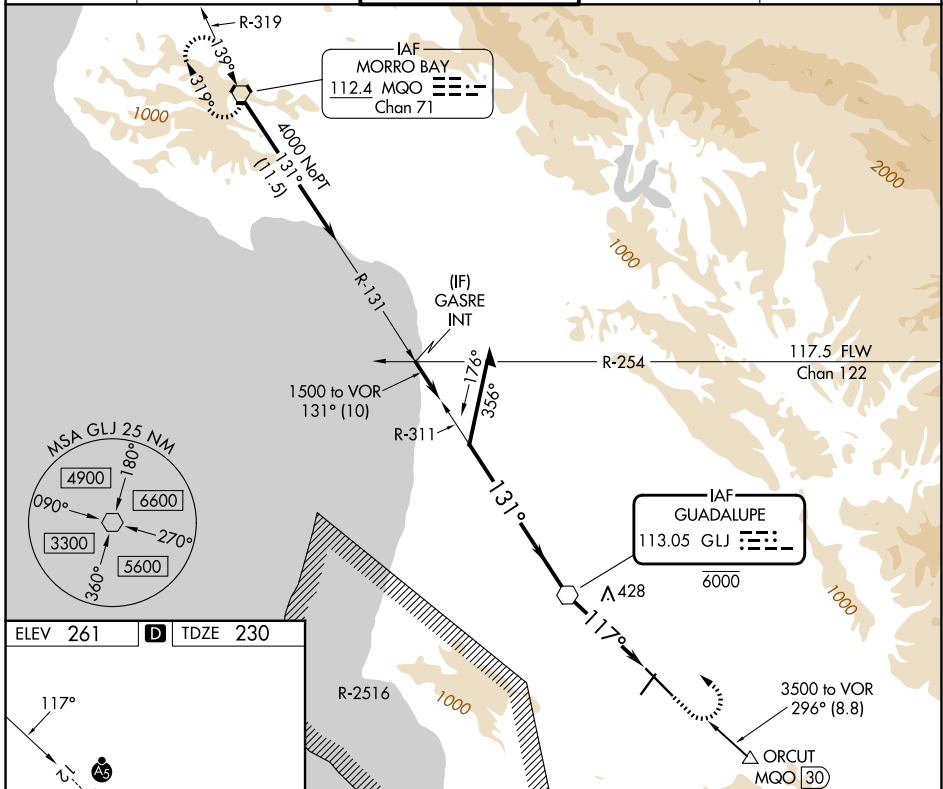 R-319
139°
319°
IAF
MORRO BAY
112.4 MQO
Chan 71
1000
4000 NoPT
131°
(11.5)
2000
1000
R-131
(IF)
GASRE
INT
R-254
117.5 FLW
Chan 122
176°
356°
1500 to VOR
131° (10)
R-311
MSA GLJ 25 NM
4900
180°
090°
6600
3300
270°
5600
360°
131°
IAF
GUADALUPE
113.05 GLJ
6000
428
1000
117°
ELEV 261
D
TDZE 230
R-2516
1000
3500 to VOR
296° (8.8)
117°
A5
12
ORCUT
MQO 30